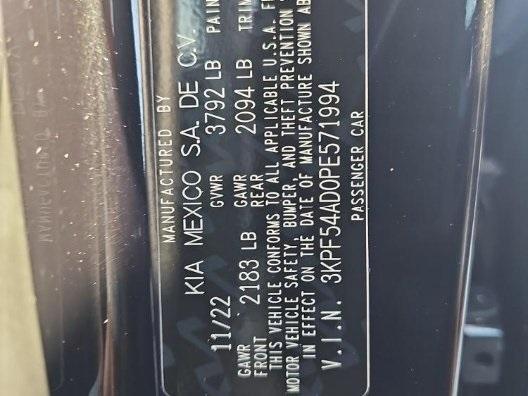 MANUFACTURED BY
KIA MEXICO S.A. DE C.V.
11/22 GVWR 3792 LB
GAWR FRONT 2183 LB GAWR REAR 2094 LB
THIS VEHICLE CONFORMS TO ALL APPLICABLE U.S.A. F
MOTOR VEHICLE SAFETY, BUMPER, AND THEFT PREVENTION
IN EFFECT ON THE DATE OF MANUFACTURE SHOWN AB
V.I.N. 3KPF54AD0PE571994
PASSENGER CAR
PAIN
TRIM